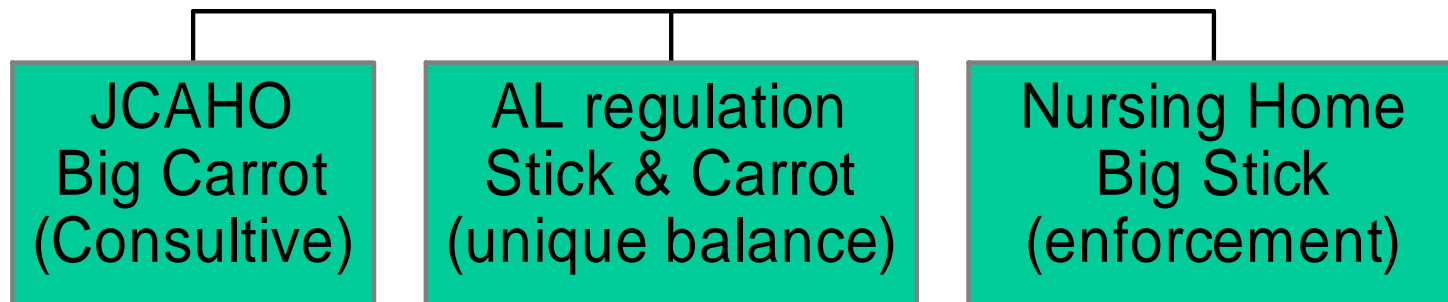 JCAHO
Big Carrot
(Consultive)
AL regulation
Stick & Carrot
(unique balance)
Nursing Home
Big Stick
(enforcement)